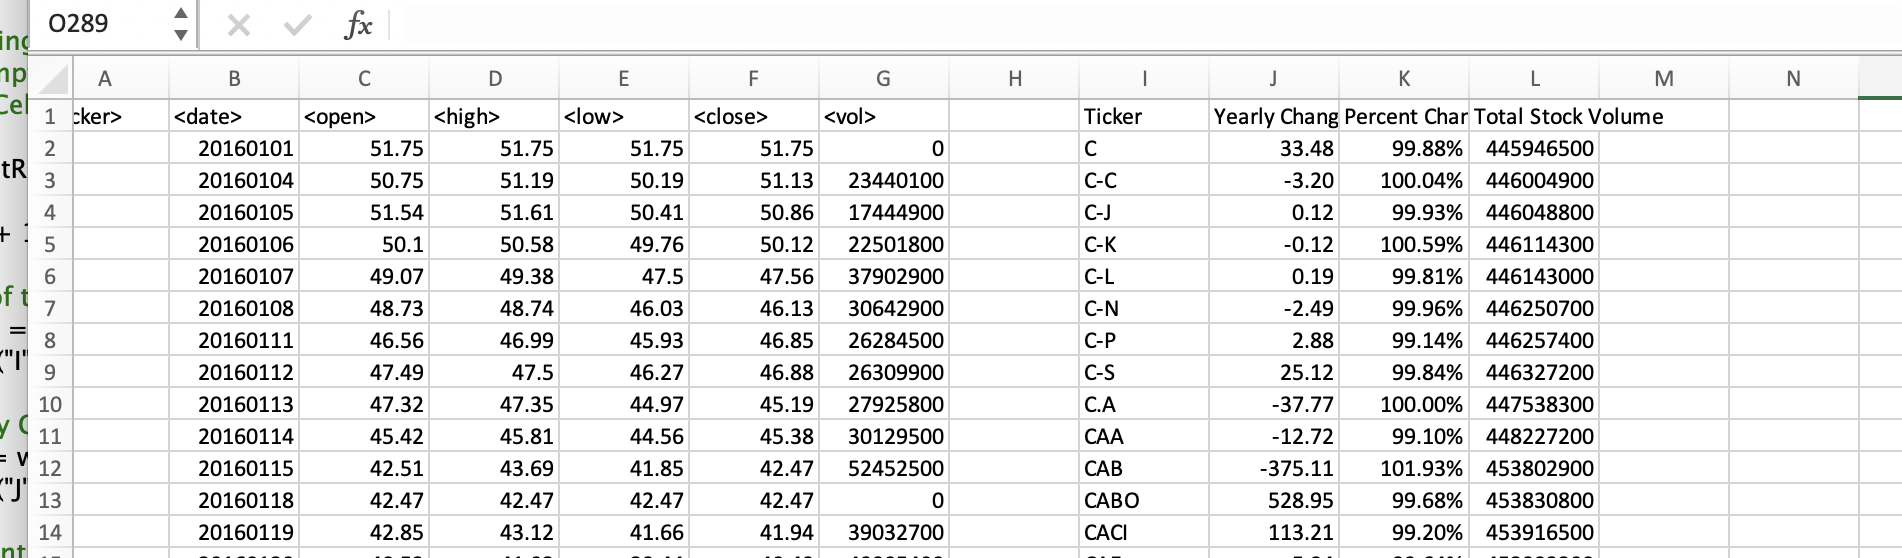 O289 fx
A B C D E F G H I J K L M N
1 cker> <date> <open> <high> <low> <close> <vol> Ticker Yearly Chang Percent Char Total Stock Volume
2 20160101 51.75 51.75 51.75 51.75 0 C 33.48 99.88% 445946500
3 20160104 50.75 51.19 50.19 51.13 23440100 C-C -3.20 100.04% 446004900
4 20160105 51.54 51.61 50.41 50.86 17444900 C-J 0.12 99.93% 446048800
5 20160106 50.1 50.58 49.76 50.12 22501800 C-K -0.12 100.59% 446114300
6 20160107 49.07 49.38 47.5 47.56 37902900 C-L 0.19 99.81% 446143000
7 20160108 48.73 48.74 46.03 46.13 30642900 C-N -2.49 99.96% 446250700
8 20160111 46.56 46.99 45.93 46.85 26284500 C-P 2.88 99.14% 446257400
9 20160112 47.49 47.5 46.27 46.88 26309900 C-S 25.12 99.84% 446327200
10 20160113 47.32 47.35 44.97 45.19 27925800 C.A -37.77 100.00% 447538300
11 20160114 45.42 45.81 44.56 45.38 30129500 CAA -12.72 99.10% 448227200
12 20160115 42.51 43.69 41.85 42.47 52452500 CAB -375.11 101.93% 453802900
13 20160118 42.47 42.47 42.47 42.47 0 CABO 528.95 99.68% 453830800
14 20160119 42.85 43.12 41.66 41.94 39032700 CACI 113.21 99.20% 453916500